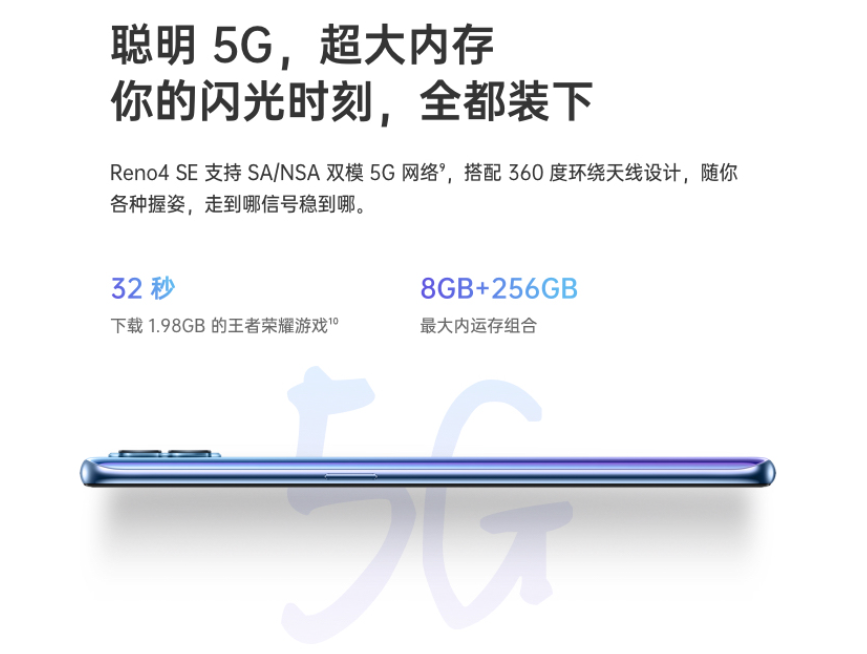 聪明 5G，超大内存
你的闪光时刻，全都装下
Reno4 SE 支持 SA/NSA 双模 5G 网络⁹，搭配 360 度环绕天线设计，随你
各种握姿，走到哪信号稳到哪。
32 秒
下载 1.98GB 的王者荣耀游戏¹⁰
8GB+256GB
最大内运存组合
5G